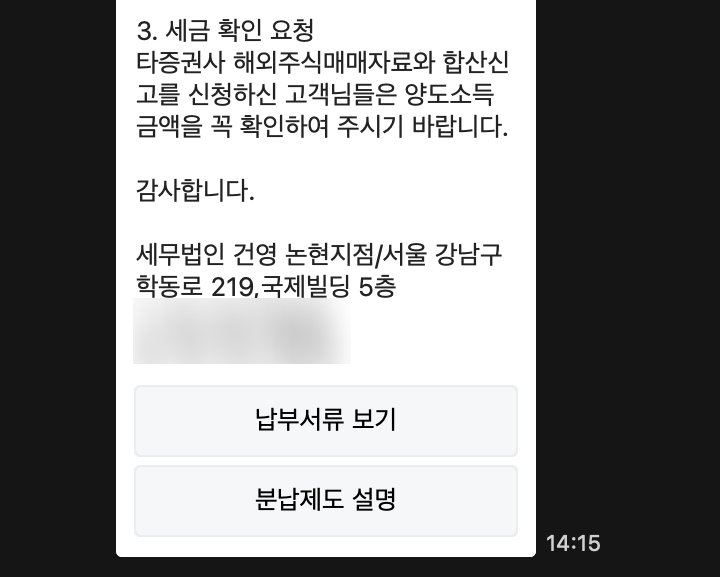 3. 세금 확인 요청
타증권사 해외주식매매자료와 합산신
고를 신청하신 고객님들은 양도소득
금액을 꼭 확인하여 주시기 바랍니다.
감사합니다.
세무법인 건영 논현지점/서울 강남구
학동로 219,국제빌딩 5층
납부서류 보기
분납제도 설명
14:15